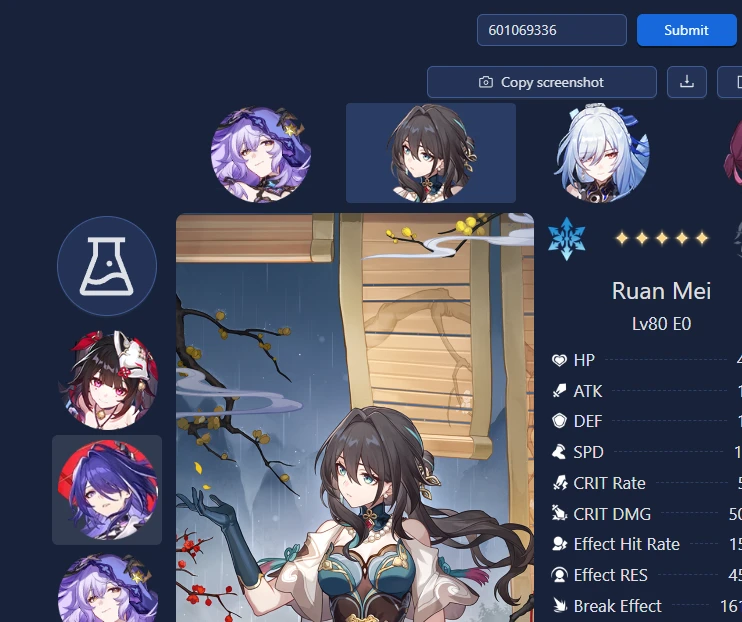 601069336
Submit
Copy screenshot
Ruan Mei
Lv80 E0
HP
ATK
DEF
SPD
CRIT Rate
CRIT DMG
Effect Hit Rate
Effect RES
Break Effect